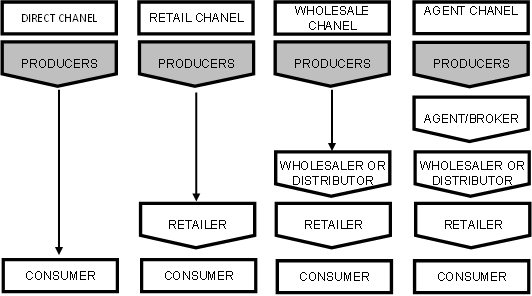 DIRECT CHANEL
RETAIL CHANEL
WHOLESALE
CHANEL
AGENT CHANEL
PRODUCERS
PRODUCERS
PRODUCERS
PRODUCERS
AGENT/BROKER
WHOLESALER OR
DISTRIBUTOR
WHOLESALER OR
DISTRIBUTOR
RETAILER
RETAILER
RETAILER
CONSUMER
CONSUMER
CONSUMER
CONSUMER